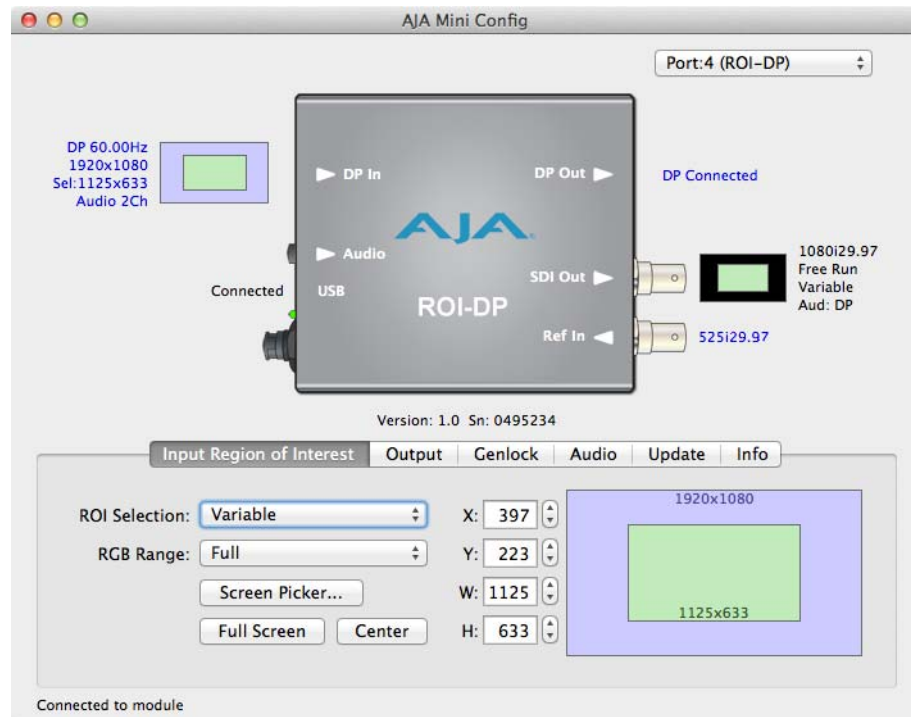 AJA Mini Config
Port:4 (ROI-DP)
DP 60.00Hz
1920x1080
Sel:1125x633
Audio 2Ch
DP In
DP Out
DP Connected
AJA
Audio
Connected
USB
SDI Out
ROI-DP
1080i29.97
Free Run
Variable
Aud: DP
Ref In
525i29.97
Version: 1.0 Sn: 0495234
Input Region of Interest
Output
Genlock
Audio
Update
Info
ROI Selection: Variable
X: 397
RGB Range: Full
Y: 223
Screen Picker...
W: 1125
Full Screen
Center
H: 633
1920x1080
1125x633
Connected to module